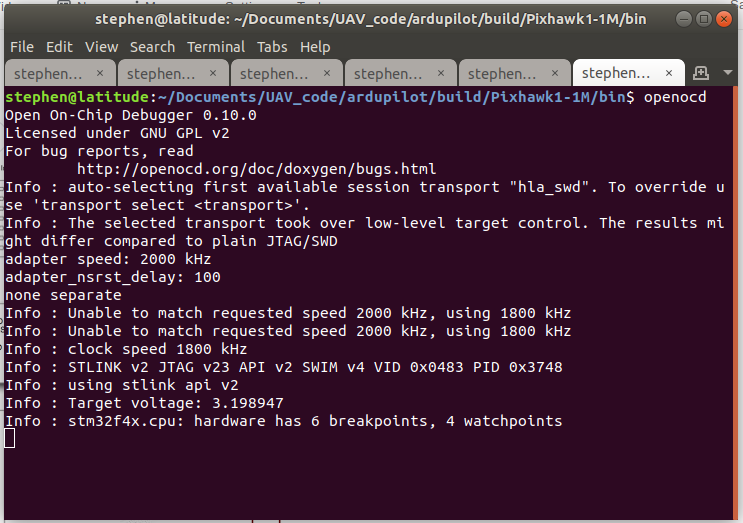 stephen@latitude: ~/Documents/UAV_code/ardupilot/build/Pixhawk1-1M/bin
File Edit View Search Terminal Tabs Help
stephen... × stephen... × stephen... × stephen... × stephen... × stephen... ×
stephen@latitude:~/Documents/UAV_code/ardupilot/build/Pixhawk1-1M/bin$ openocd
Open On-Chip Debugger 0.10.0
Licensed under GNU GPL v2
For bug reports, read
http://openocd.org/doc/doxygen/bugs.html
Info : auto-selecting first available session transport "hla_swd". To override u
se 'transport select <transport>'.
Info : The selected transport took over low-level target control. The results mi
ght differ compared to plain JTAG/SWD
adapter speed: 2000 kHz
adapter_nsrst_delay: 100
none separate
Info : Unable to match requested speed 2000 kHz, using 1800 kHz
Info : Unable to match requested speed 2000 kHz, using 1800 kHz
Info : clock speed 1800 kHz
Info : STLINK v2 JTAG v23 API v2 SWIM v4 VID 0x0483 PID 0x3748
Info : using stlink api v2
Info : Target voltage: 3.198947
Info : stm32f4x.cpu: hardware has 6 breakpoints, 4 watchpoints